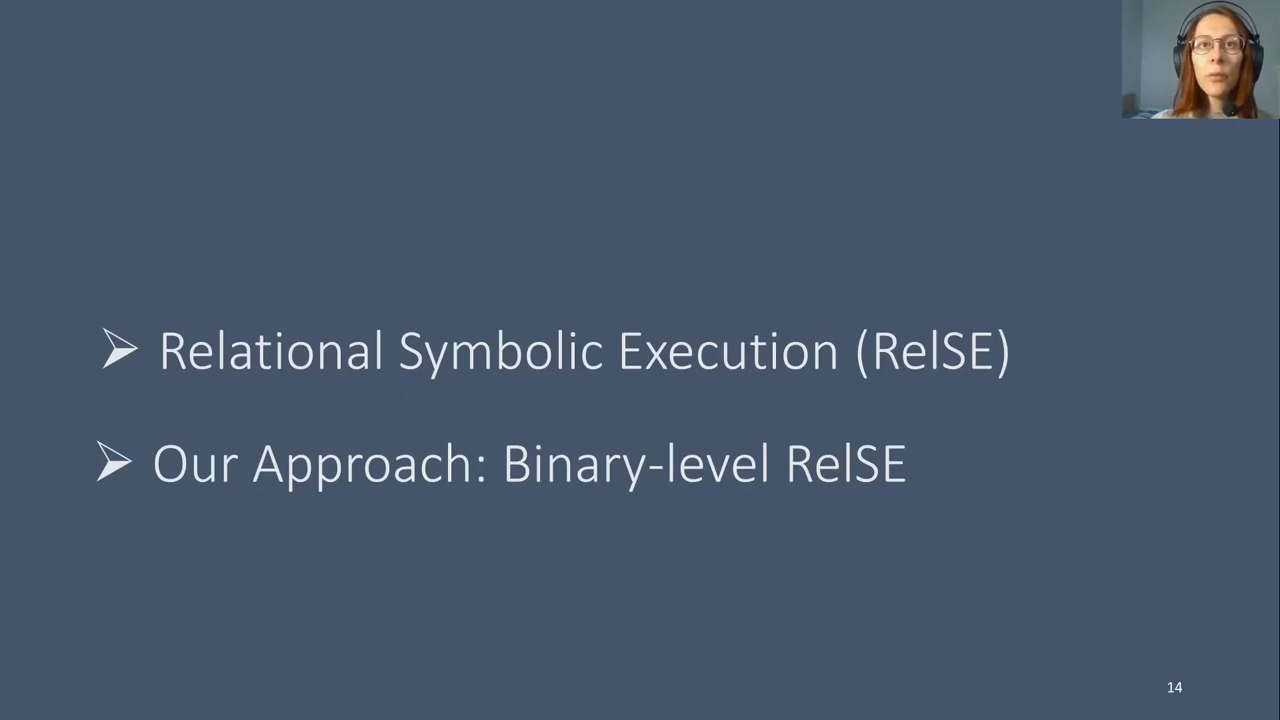 ➢ Relational Symbolic Execution (RelSE)
➢ Our Approach: Binary-level RelSE
14